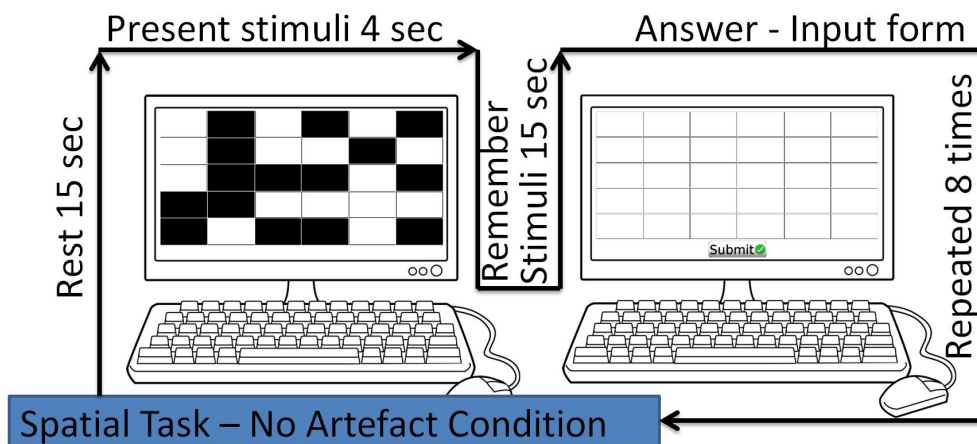 Present stimuli 4 sec
Answer - Input form
Rest 15 sec
Remember
Stimuli 15 sec
Submit
Repeated 8 times
Spatial Task – No Artefact Condition